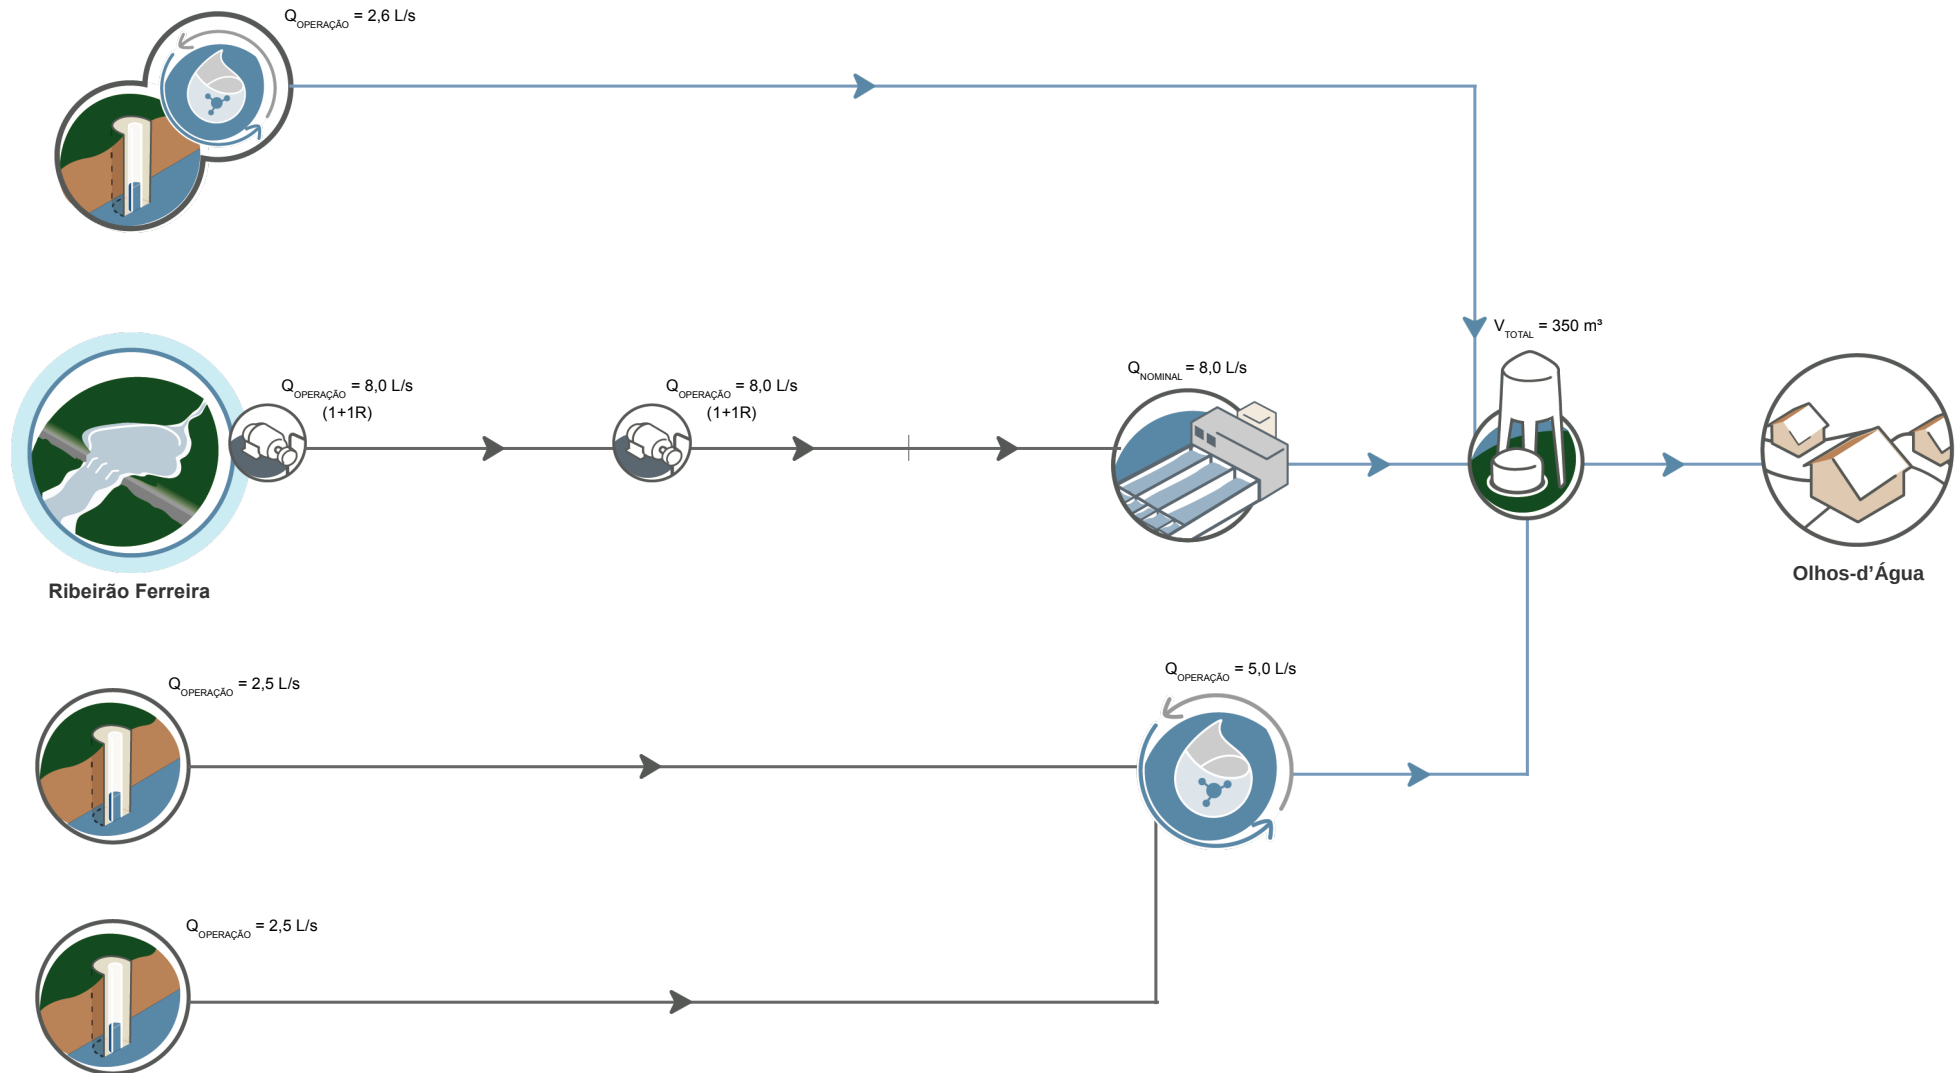 QOPERAÇÃO = 2,6 L/s
VTOTAL = 350 m³
QNOMINAL = 8,0 L/s
QOPERAÇÃO = 8,0 L/s
(1+1R)
QOPERAÇÃO = 8,0 L/s
(1+1R)
Ribeirão Ferreira
Olhos-d’Água
QOPERAÇÃO = 5,0 L/s
QOPERAÇÃO = 2,5 L/s
QOPERAÇÃO = 2,5 L/s